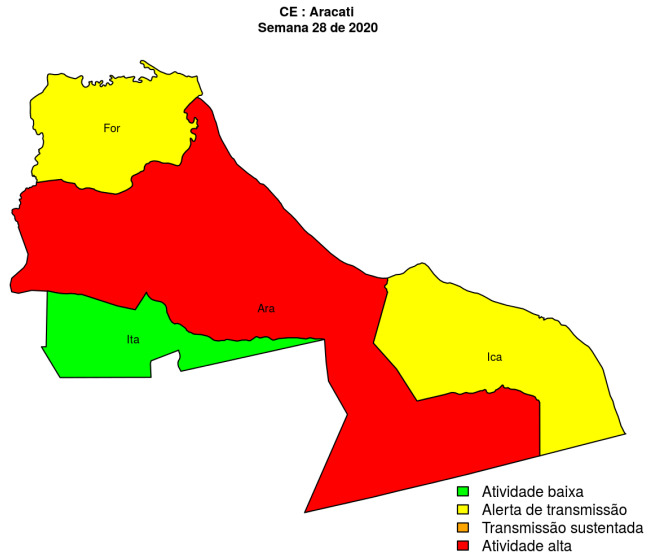 CE : Aracati
Semana 28 de 2020
For
Ara
Ita
Ica
Atividade baixa
Alerta de transmissão
Transmissão sustentada
Atividade alta